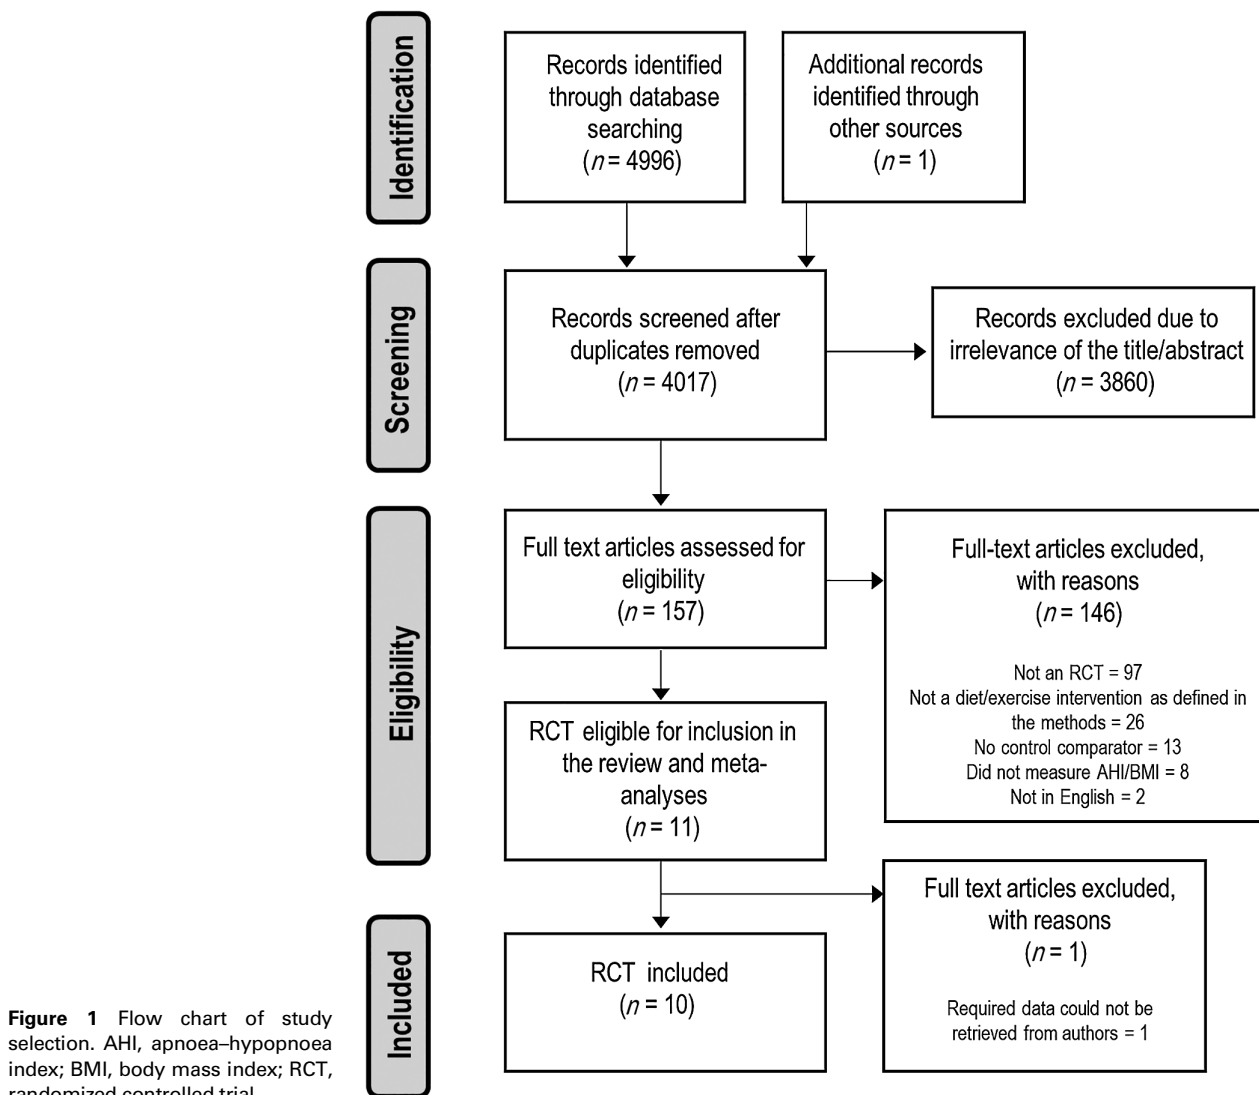 Identification
Records identified
through database
searching
(n = 4996)
Additional records
identified through
other sources
(n = 1)
Screening
Records screened after
duplicates removed
(n = 4017)
Records excluded due to
irrelevance of the title/abstract
(n = 3860)
Eligibility
Full text articles assessed for
eligibility
(n = 157)
Full-text articles excluded,
with reasons
(n = 146)
Not an RCT = 97
Not a diet/exercise intervention as defined in
the methods = 26
No control comparator = 13
Did not measure AHI/BMI = 8
Not in English = 2
RCT eligible for inclusion in
the review and meta-
analyses
(n = 11)
Full text articles excluded,
with reasons
(n = 1)
Required data could not be
retrieved from authors = 1
Included
RCT included
(n = 10)
Figure 1 Flow chart of study
selection. AHI, apnoea–hypopnoea
index; BMI, body mass index; RCT,
randomized controlled trial